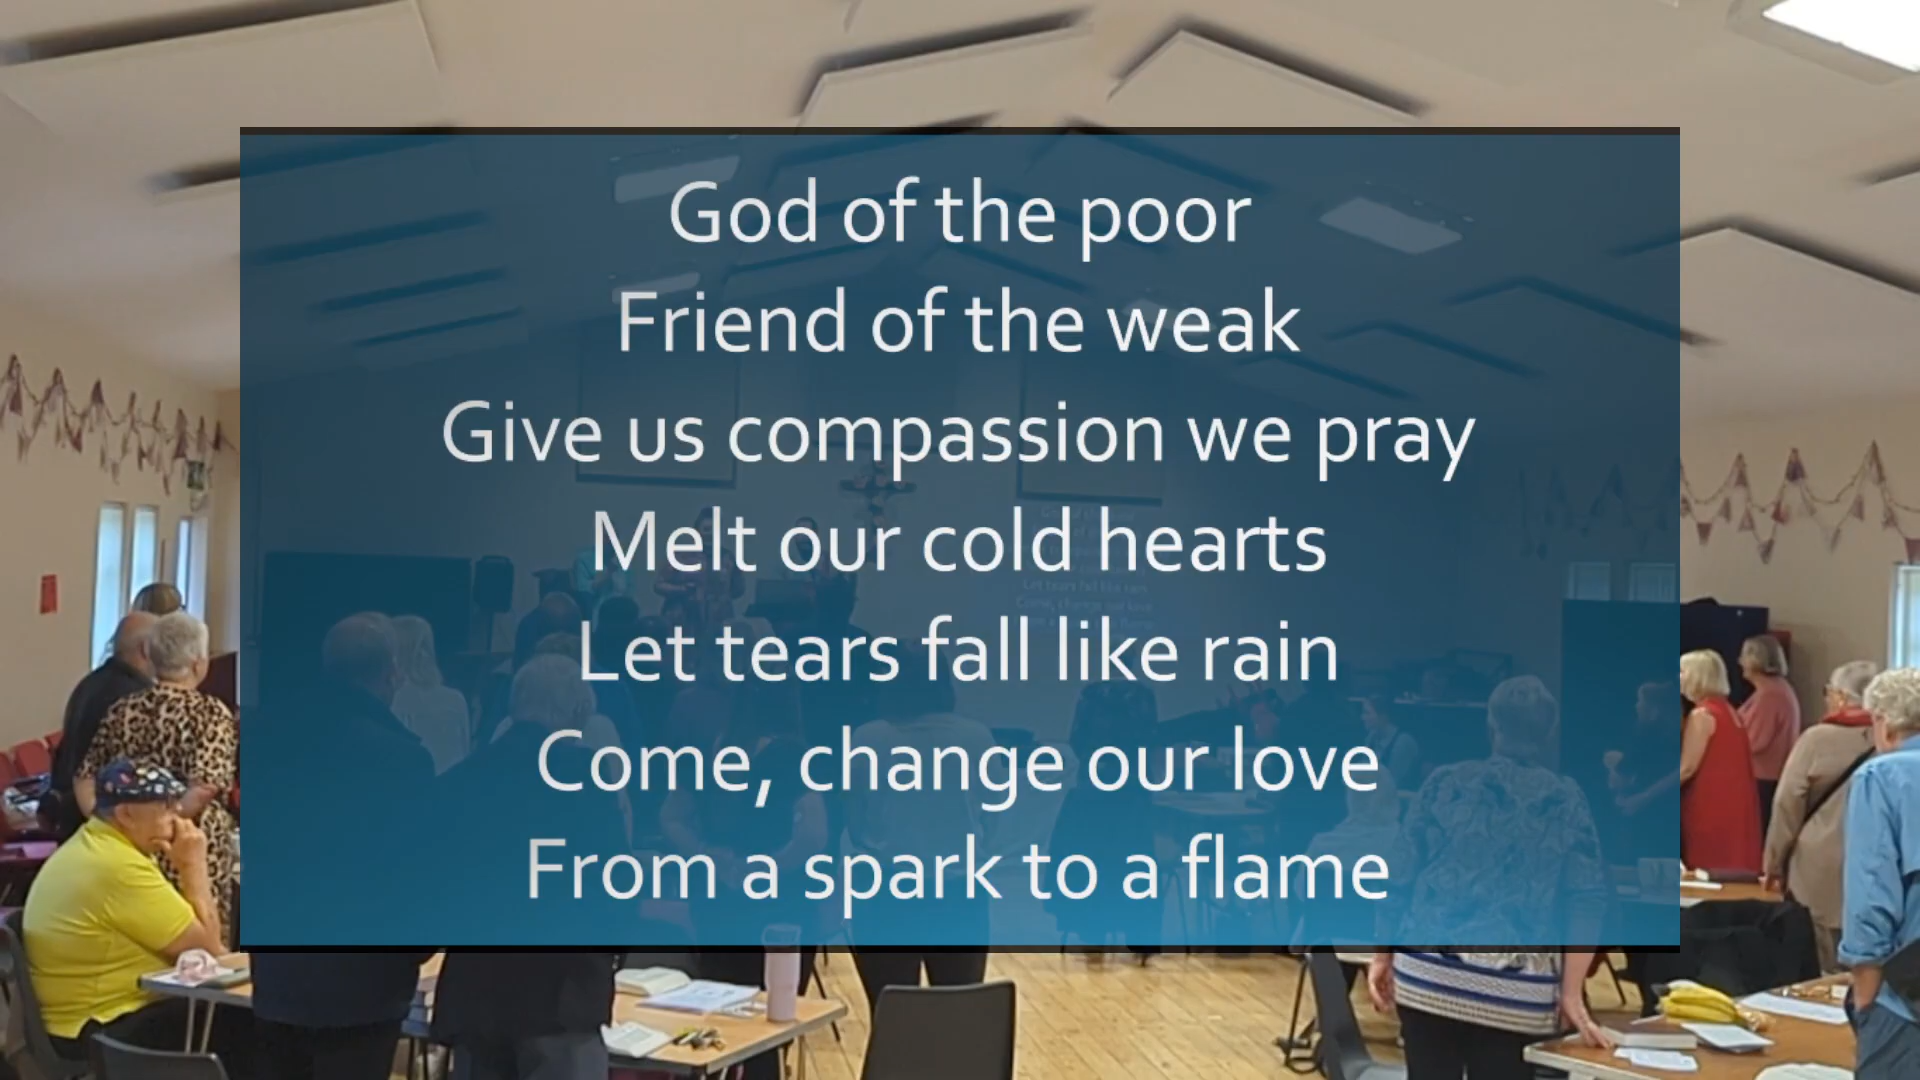 God of the poor
Friend of the weak
Give us compassion we pray
Melt our cold hearts
Let tears fall like rain
Come, change our love
From a spark to a flame